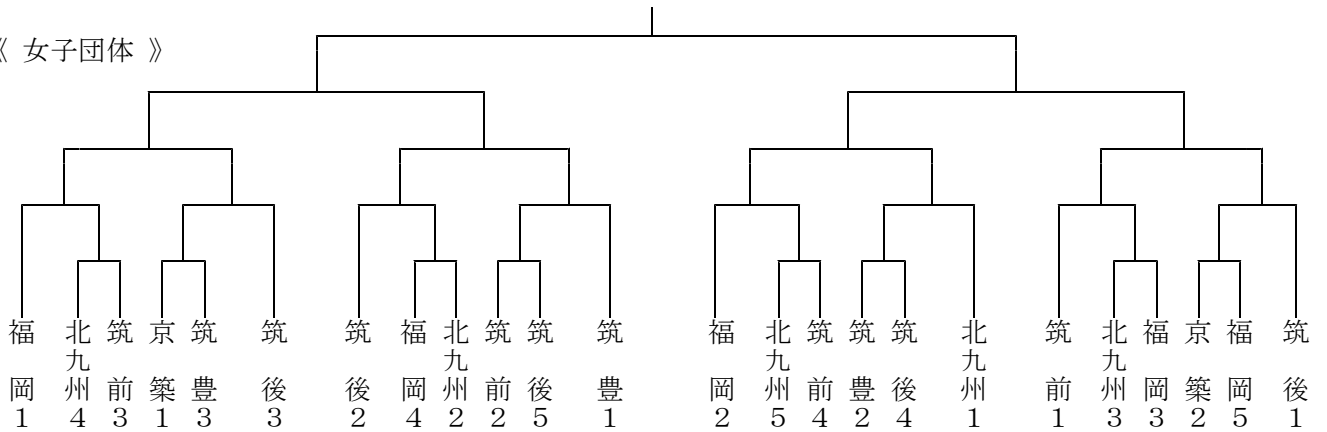 《 女子団体 》
福岡1
北九州4
筑前3
京築1
筑豊3
筑後3
筑後2
福岡4
北九州2
筑前2
筑後5
筑豊1
福岡2
北九州5
筑前4
筑豊2
筑後4
北九州1
筑前1
北九州3
福岡3
京築2
福岡5
筑後1